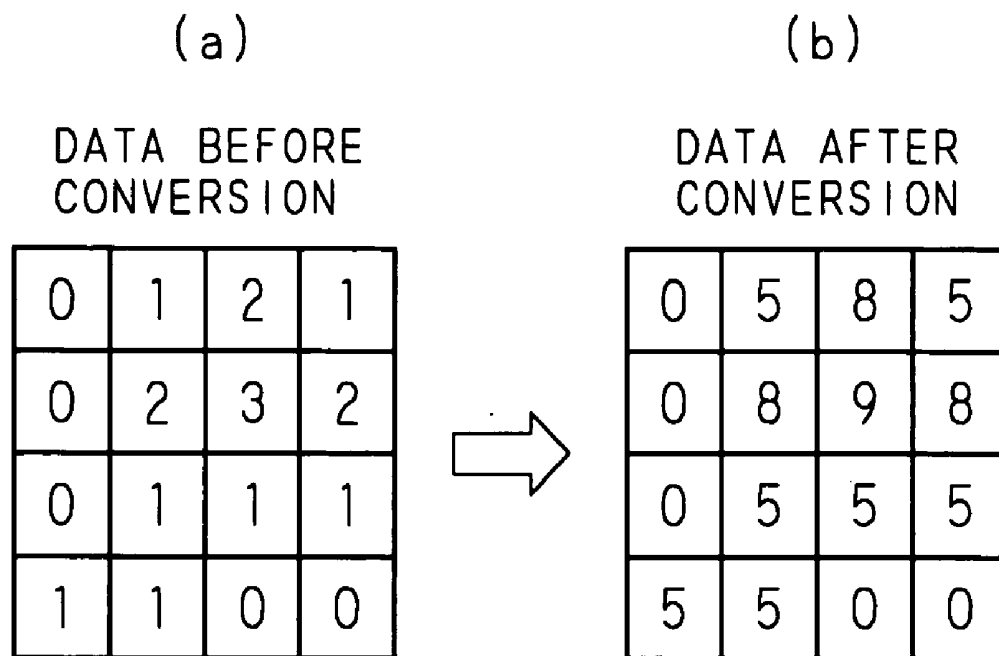 (a)
DATA BEFORE
CONVERSION
0 1 2 1
0 2 3 2
0 1 1 1
1 1 0 0
(b)
DATA AFTER
CONVERSION
0 5 8 5
0 8 9 8
0 5 5 5
5 5 0 0